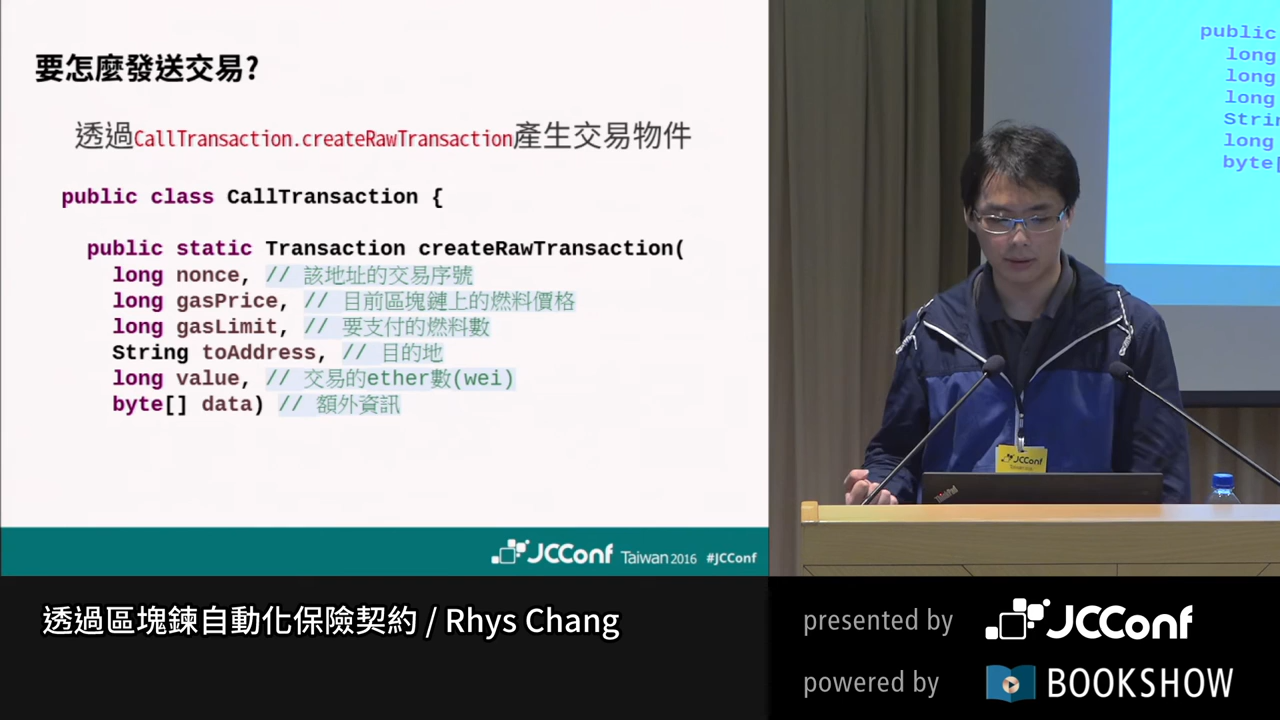 要怎麼發送交易?
透過CallTransaction.createRawTransaction產生交易物件
public class CallTransaction {
public static Transaction createRawTransaction(
long nonce, // 該地址的交易序號
long gasPrice, // 目前區塊鏈上的燃料價格
long gasLimit, // 要支付的燃料數
String toAddress, // 目的地
long value, // 交易的ether數(wei)
byte[] data) // 額外資訊
JCConf Taiwan 2016 #JCConf
public
long
long
long
Strin
long
byte[
JCConf
ThinkPad
透過區塊鍊自動化保險契約 / Rhys Chang
presented by JCConf
powered by BOOKSHOW